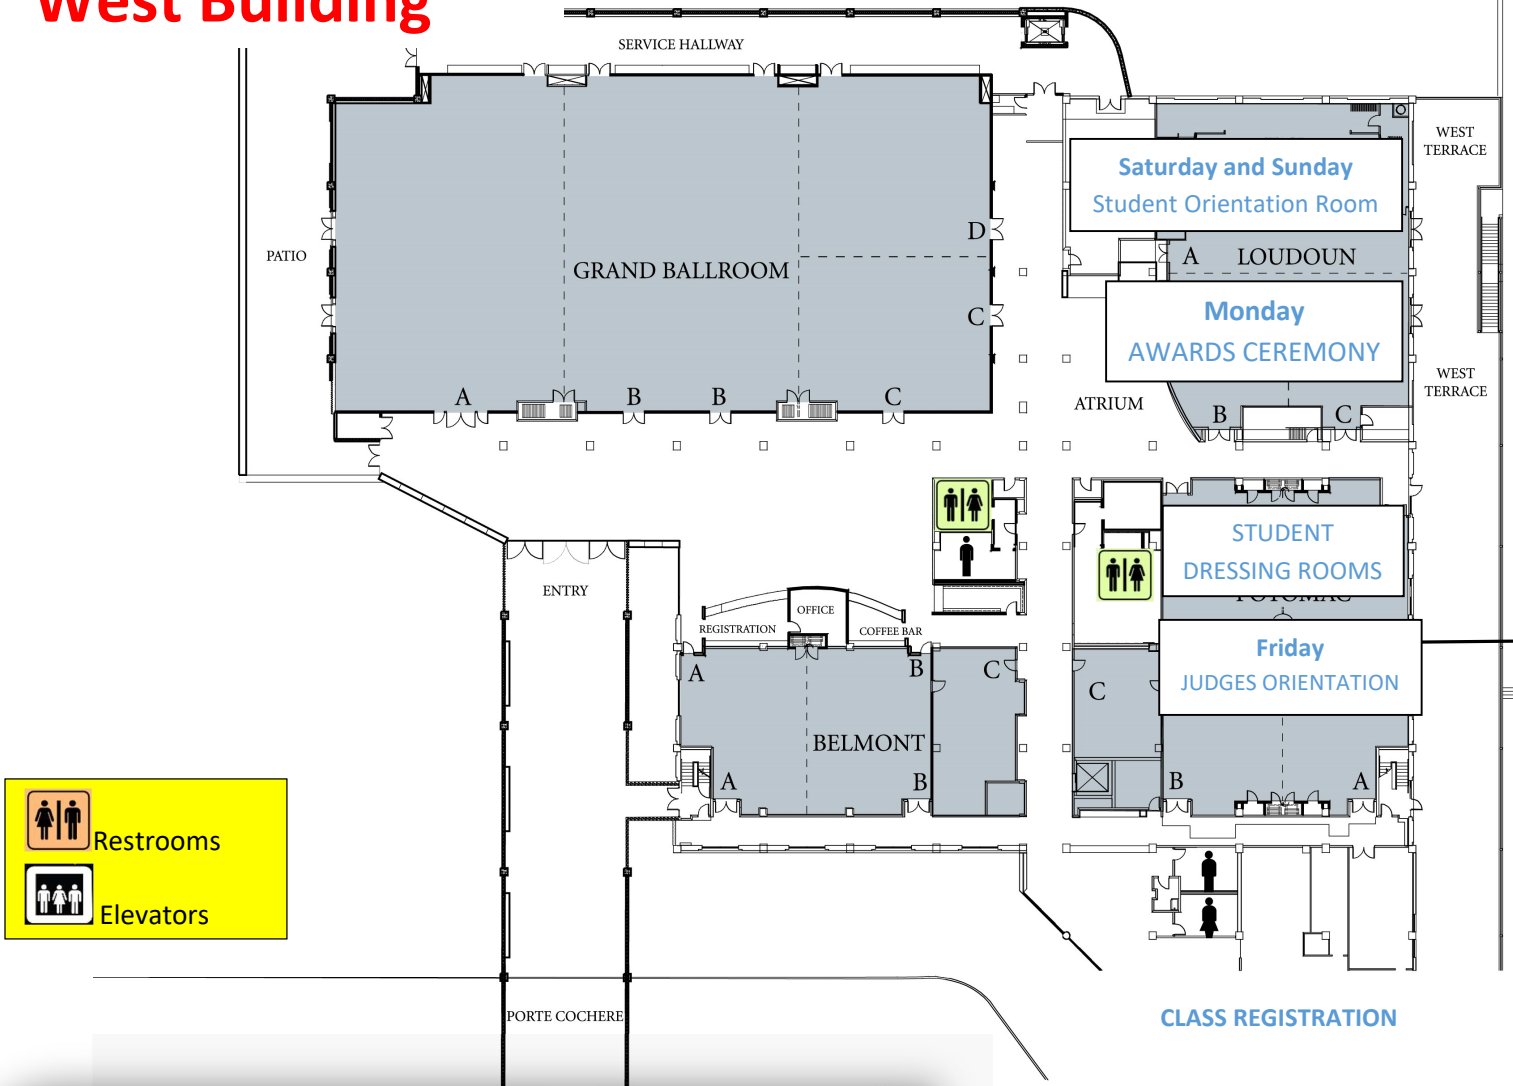 West Building
SERVICE HALLWAY
WEST
TERRACE
Saturday and Sunday
Student Orientation Room
D
PATIO
GRAND BALLROOM
A LOUDOUN
C
Monday
AWARDS CEREMONY
WEST
TERRACE
A
B
B
C
ATRIUM
B
C
STUDENT
DRESSING ROOMS
POTOMAC
ENTRY
OFFICE
REGISTRATION
COFFEE BAR
Friday
JUDGES ORIENTATION
A
B
C
C
BELMONT
A
B
B
A
Restrooms
Elevators
PORTE COCHERE
CLASS REGISTRATION